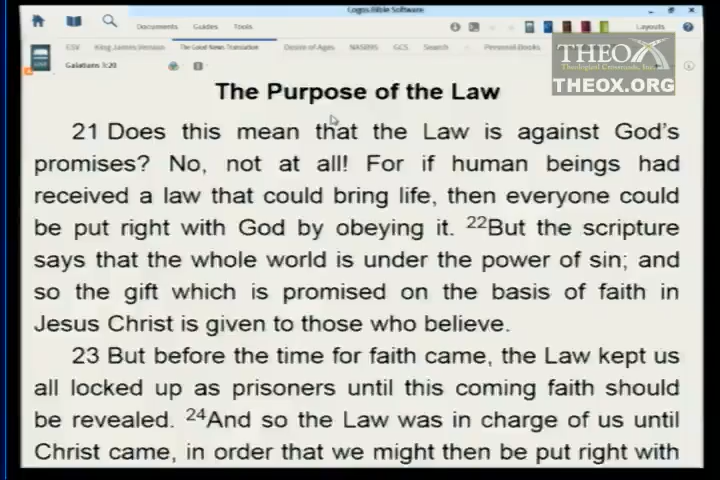 Logos Bible Software
Documents Guides Tools
Layouts
ESV King James Version The Good News Translation Desire of Ages NASB95 GCS Search Personal Books
Galatians 3:20
THEOX
THEOX.ORG
The Purpose of the Law
21 Does this mean that the Law is against God's
promises? No, not at all! For if human beings had
received a law that could bring life, then everyone could
be put right with God by obeying it. 22But the scripture
says that the whole world is under the power of sin; and
so the gift which is promised on the basis of faith in
Jesus Christ is given to those who believe.
23 But before the time for faith came, the Law kept us
all locked up as prisoners until this coming faith should
be revealed. 24And so the Law was in charge of us until
Christ came, in order that we might then be put right with